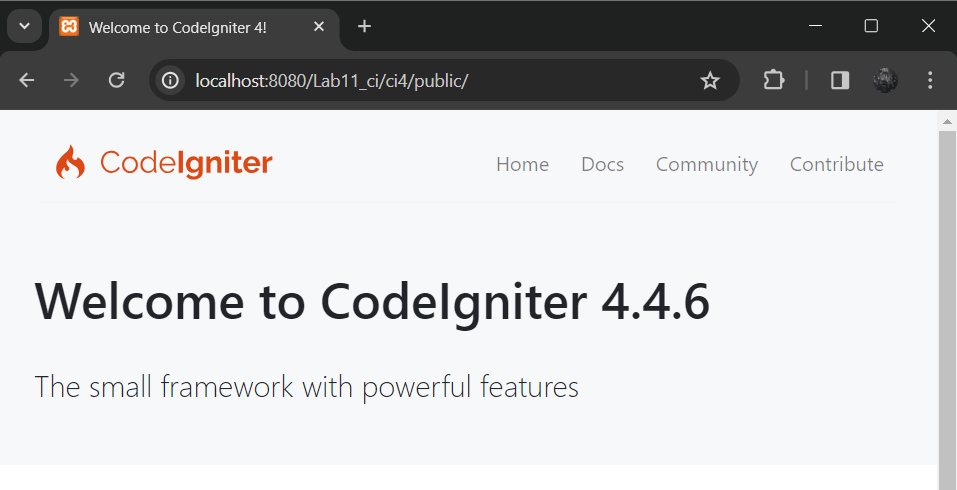 Welcome to CodeIgniter 4!
localhost:8080/Lab11_ci/ci4/public/
CodeIgniter
Home Docs Community Contribute
Welcome to CodeIgniter 4.4.6
The small framework with powerful features